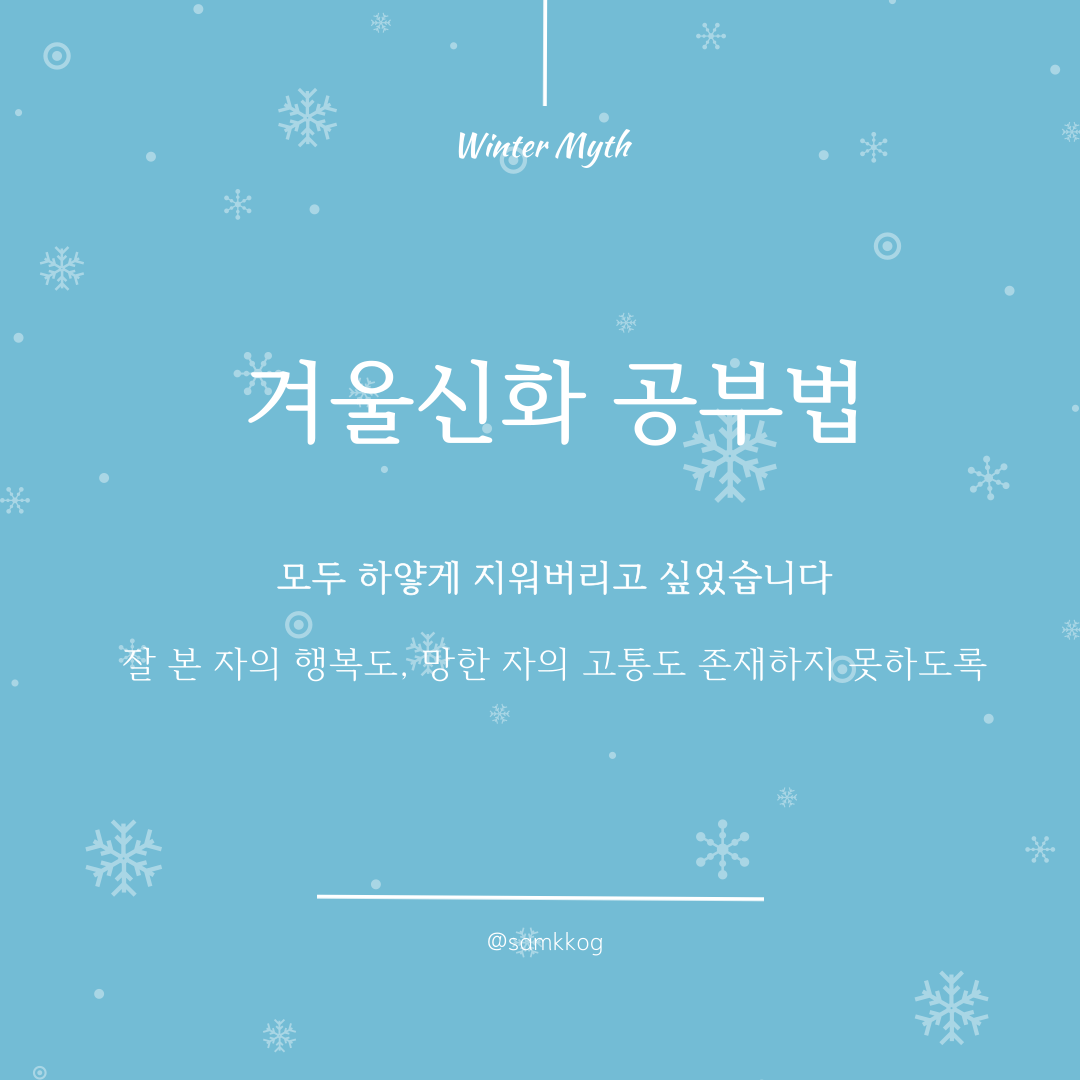 Winter Myth
겨울신화 공부법
모두 하얗게 지워버리고 싶었습니다
잘 본 자의 행복도, 망한 자의 고통도 존재하지 못하도록
@samkkog